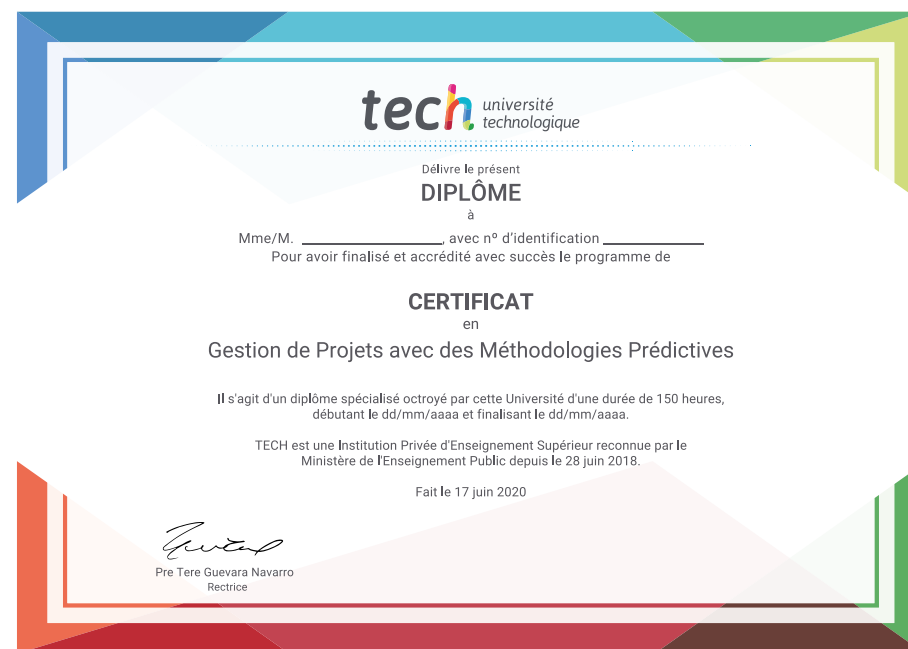 tech université
technologique
Délivre le présent
DIPLÔME
à
Mme/M. ____________________, avec nº d'identification ______________
Pour avoir finalisé et accrédité avec succès le programme de
CERTIFICAT
en
Gestion de Projets avec des Méthodologies Prédictives
Il s'agit d'un diplôme spécialisé octroyé par cette Université d'une durée de 150 heures,
débutant le dd/mm/aaaa et finalisant le dd/mm/aaaa.
TECH est une Institution Privée d'Enseignement Supérieur reconnue par le
Ministère de l'Enseignement Public depuis le 28 juin 2018.
Fait le 17 juin 2020
Pre Tere Guevara Navarro
Rectrice